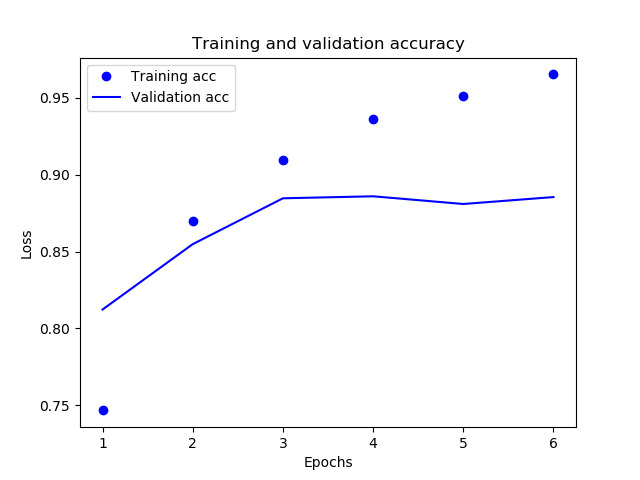 Training and validation accuracy
Training acc
Validation acc
0.95
0.90
0.85
0.80
0.75
Loss
1 2 3 4 5 6
Epochs